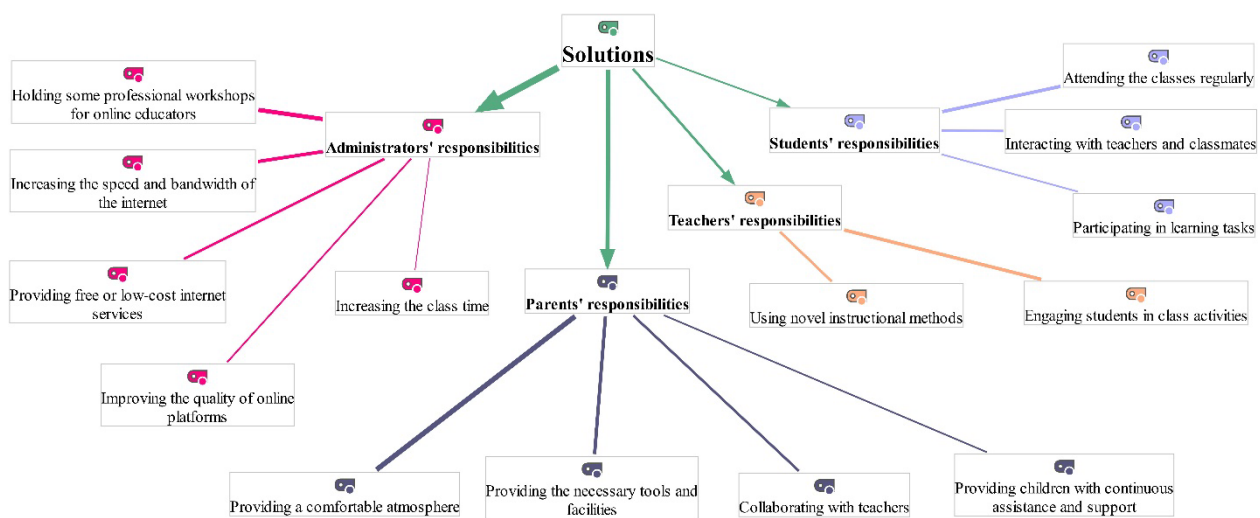 Solutions
Holding some professional workshops
for online educators
Administrators' responsibilities
Increasing the speed and bandwidth of
the internet
Providing free or low-cost internet
services
Improving the quality of online
platforms
Increasing the class time
Parents' responsibilities
Providing a comfortable atmosphere
Providing the necessary tools and
facilities
Collaborating with teachers
Providing children with continuous
assistance and support
Teachers' responsibilities
Using novel instructional methods
Engaging students in class activities
Students' responsibilities
Attending the classes regularly
Interacting with teachers and classmates
Participating in learning tasks